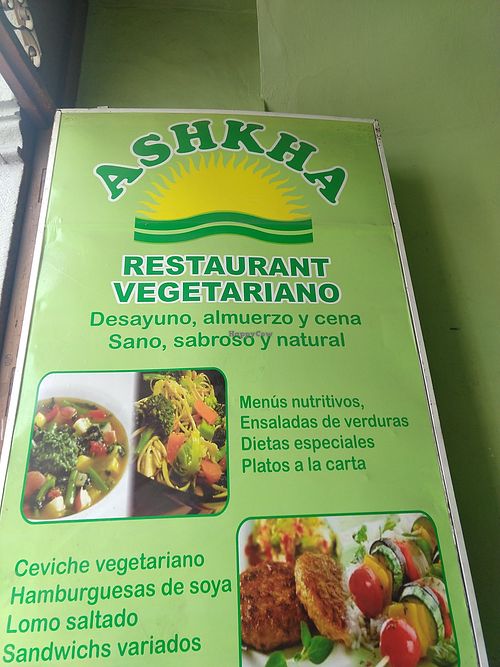 ASHKHA
RESTAURANT
VEGETARIANO
Desayuno, almuerzo y cena
HappyCow
Sano, sabroso y natural
Menús nutritivos,
Ensaladas de verduras
Dietas especiales
Platos a la carta
Ceviche vegetariano
Hamburguesas de soya
Lomo saltado
Sandwichs variados